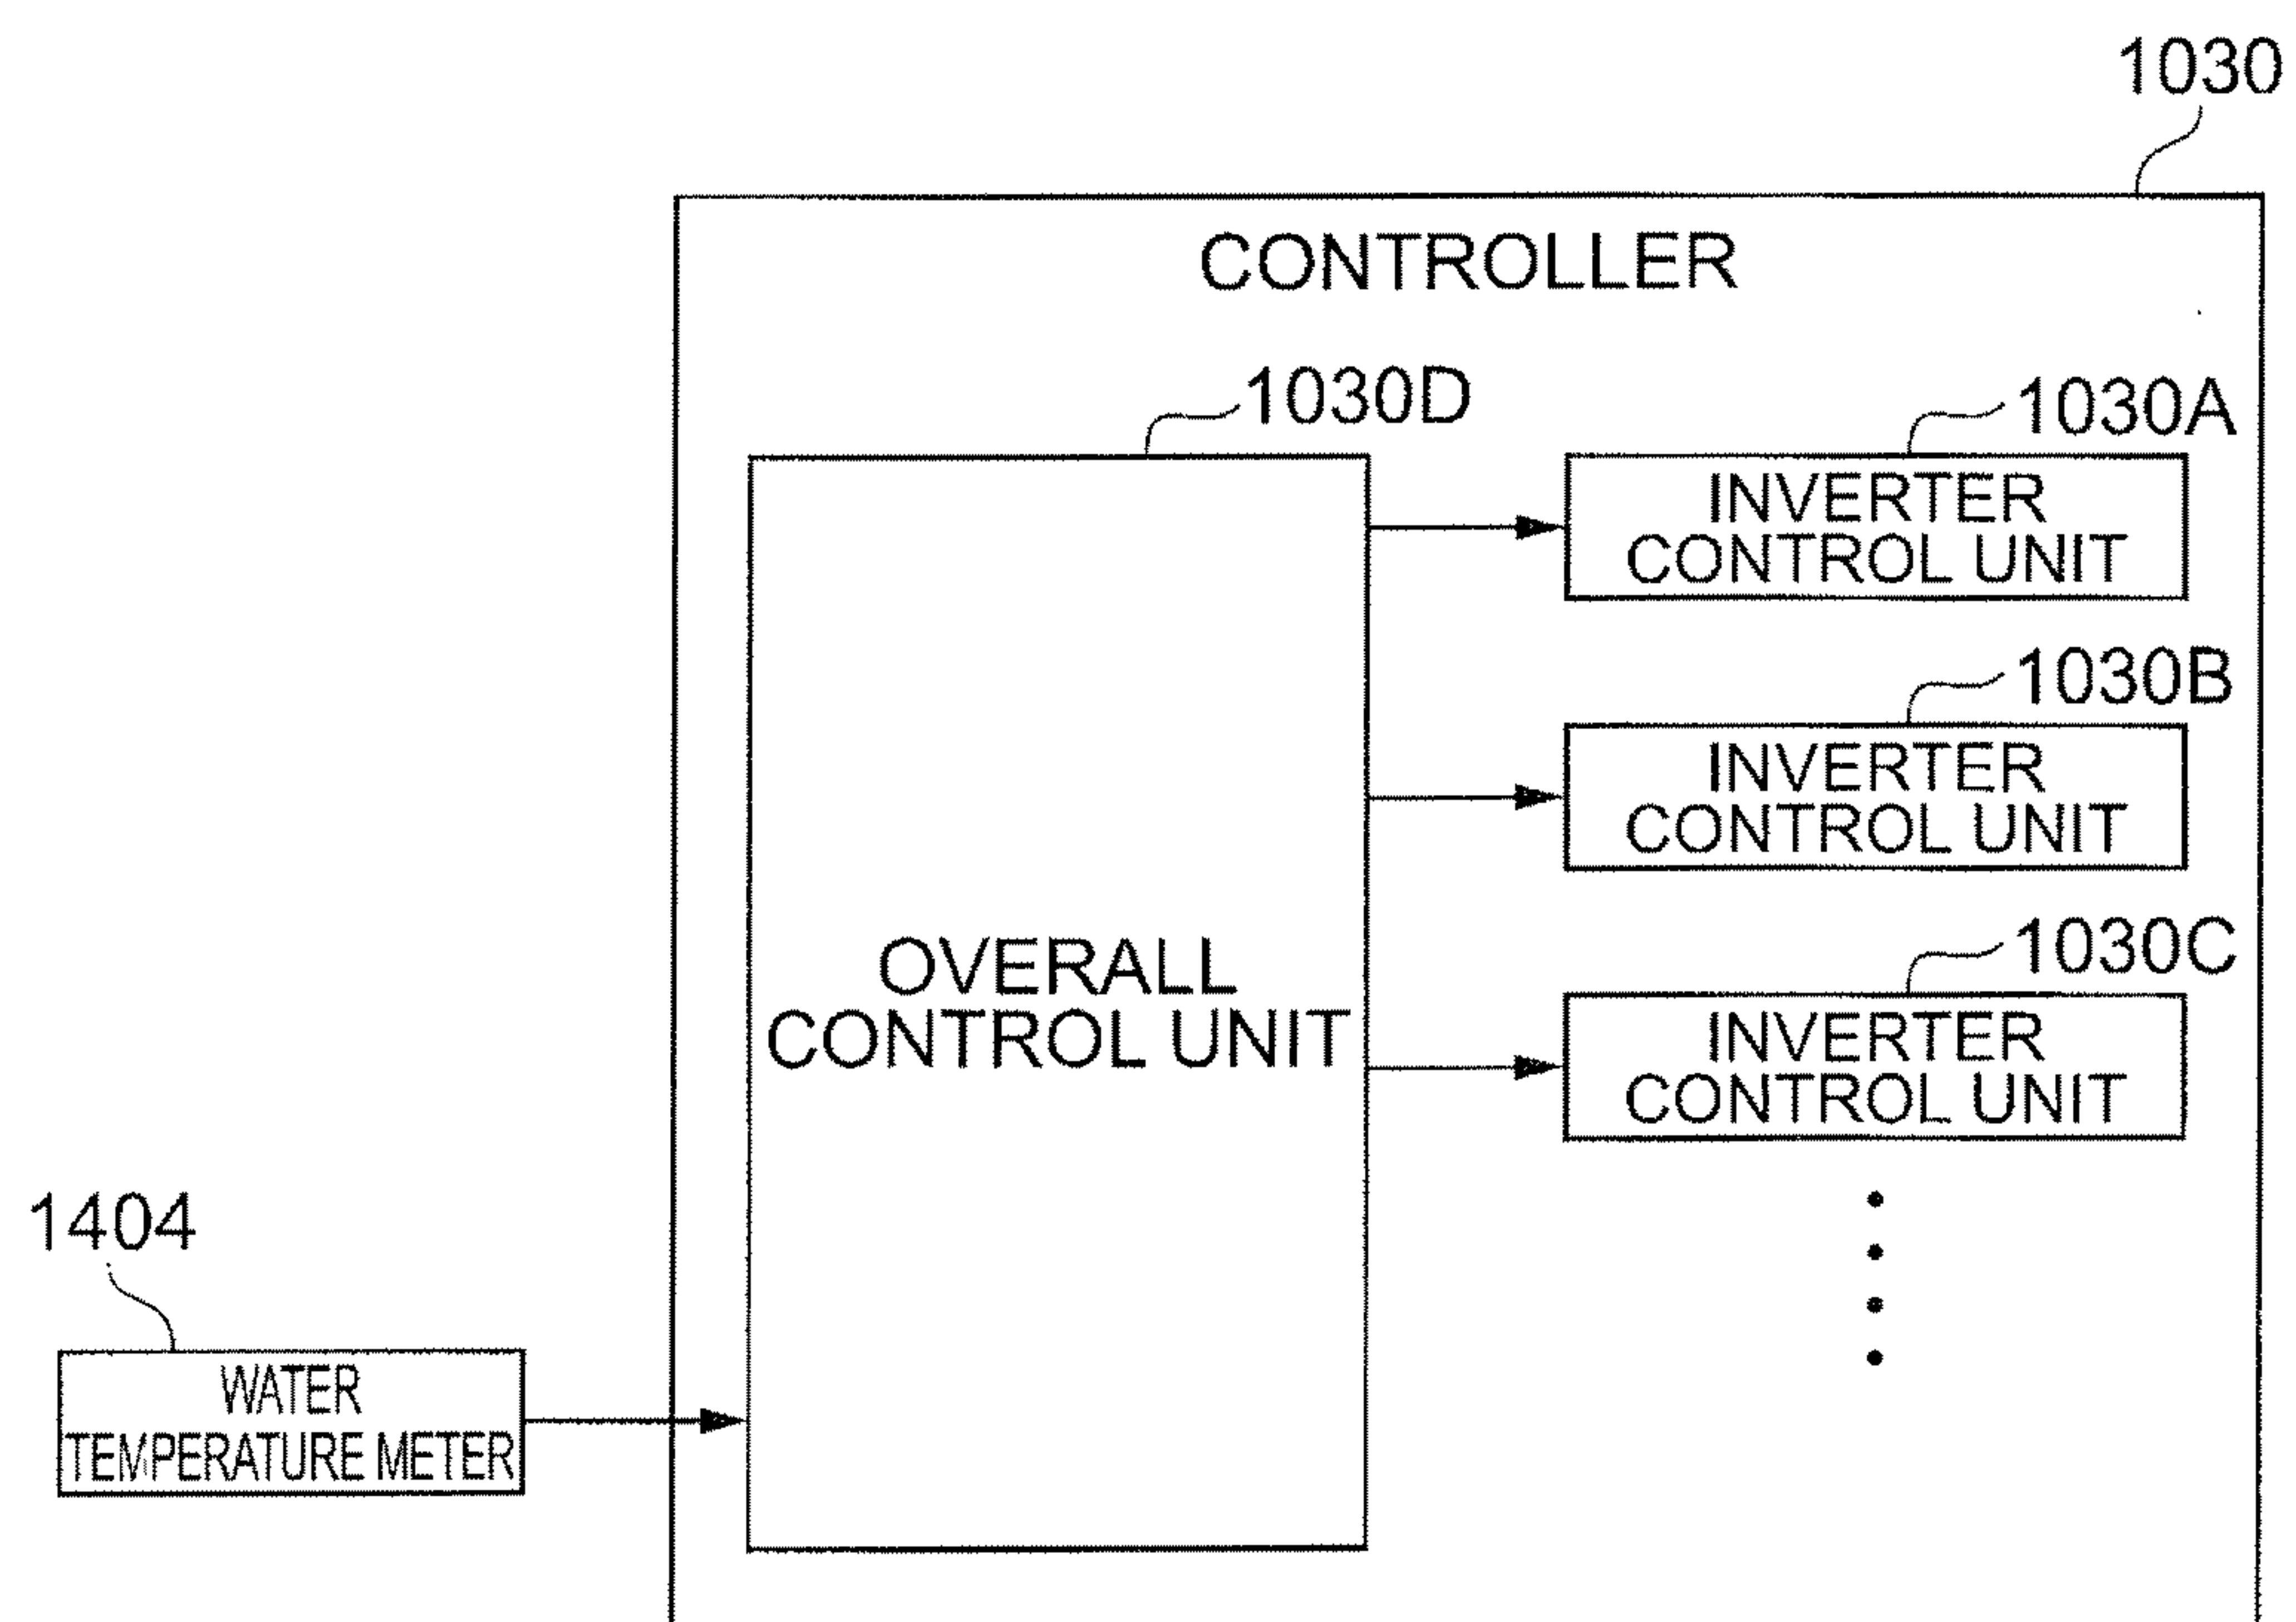 1030
CONTROLLER
1030D
1030A
INVERTER
CONTROL UNIT
1030B
INVERTER
CONTROL UNIT
1030C
OVERALL
CONTROL UNIT
INVERTER
CONTROL UNIT
1404
WATER
TEMPERATURE METER